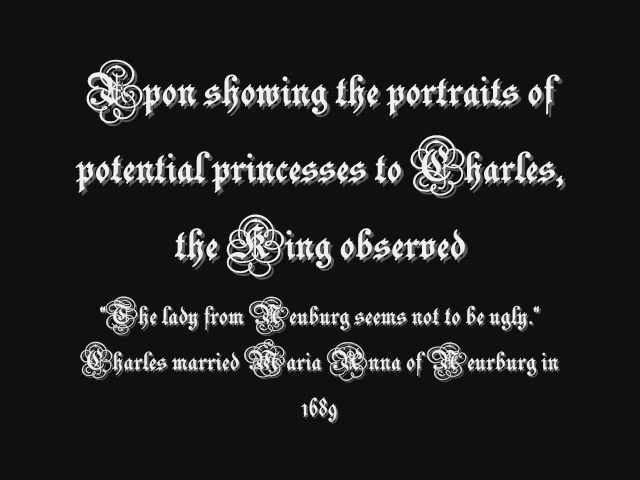 Upon showing the portraits of
potential princesses to Charles,
the King observed
"The lady from Neuburg seems not to be ugly."
Charles married Maria Anna of Neurburg in
1689